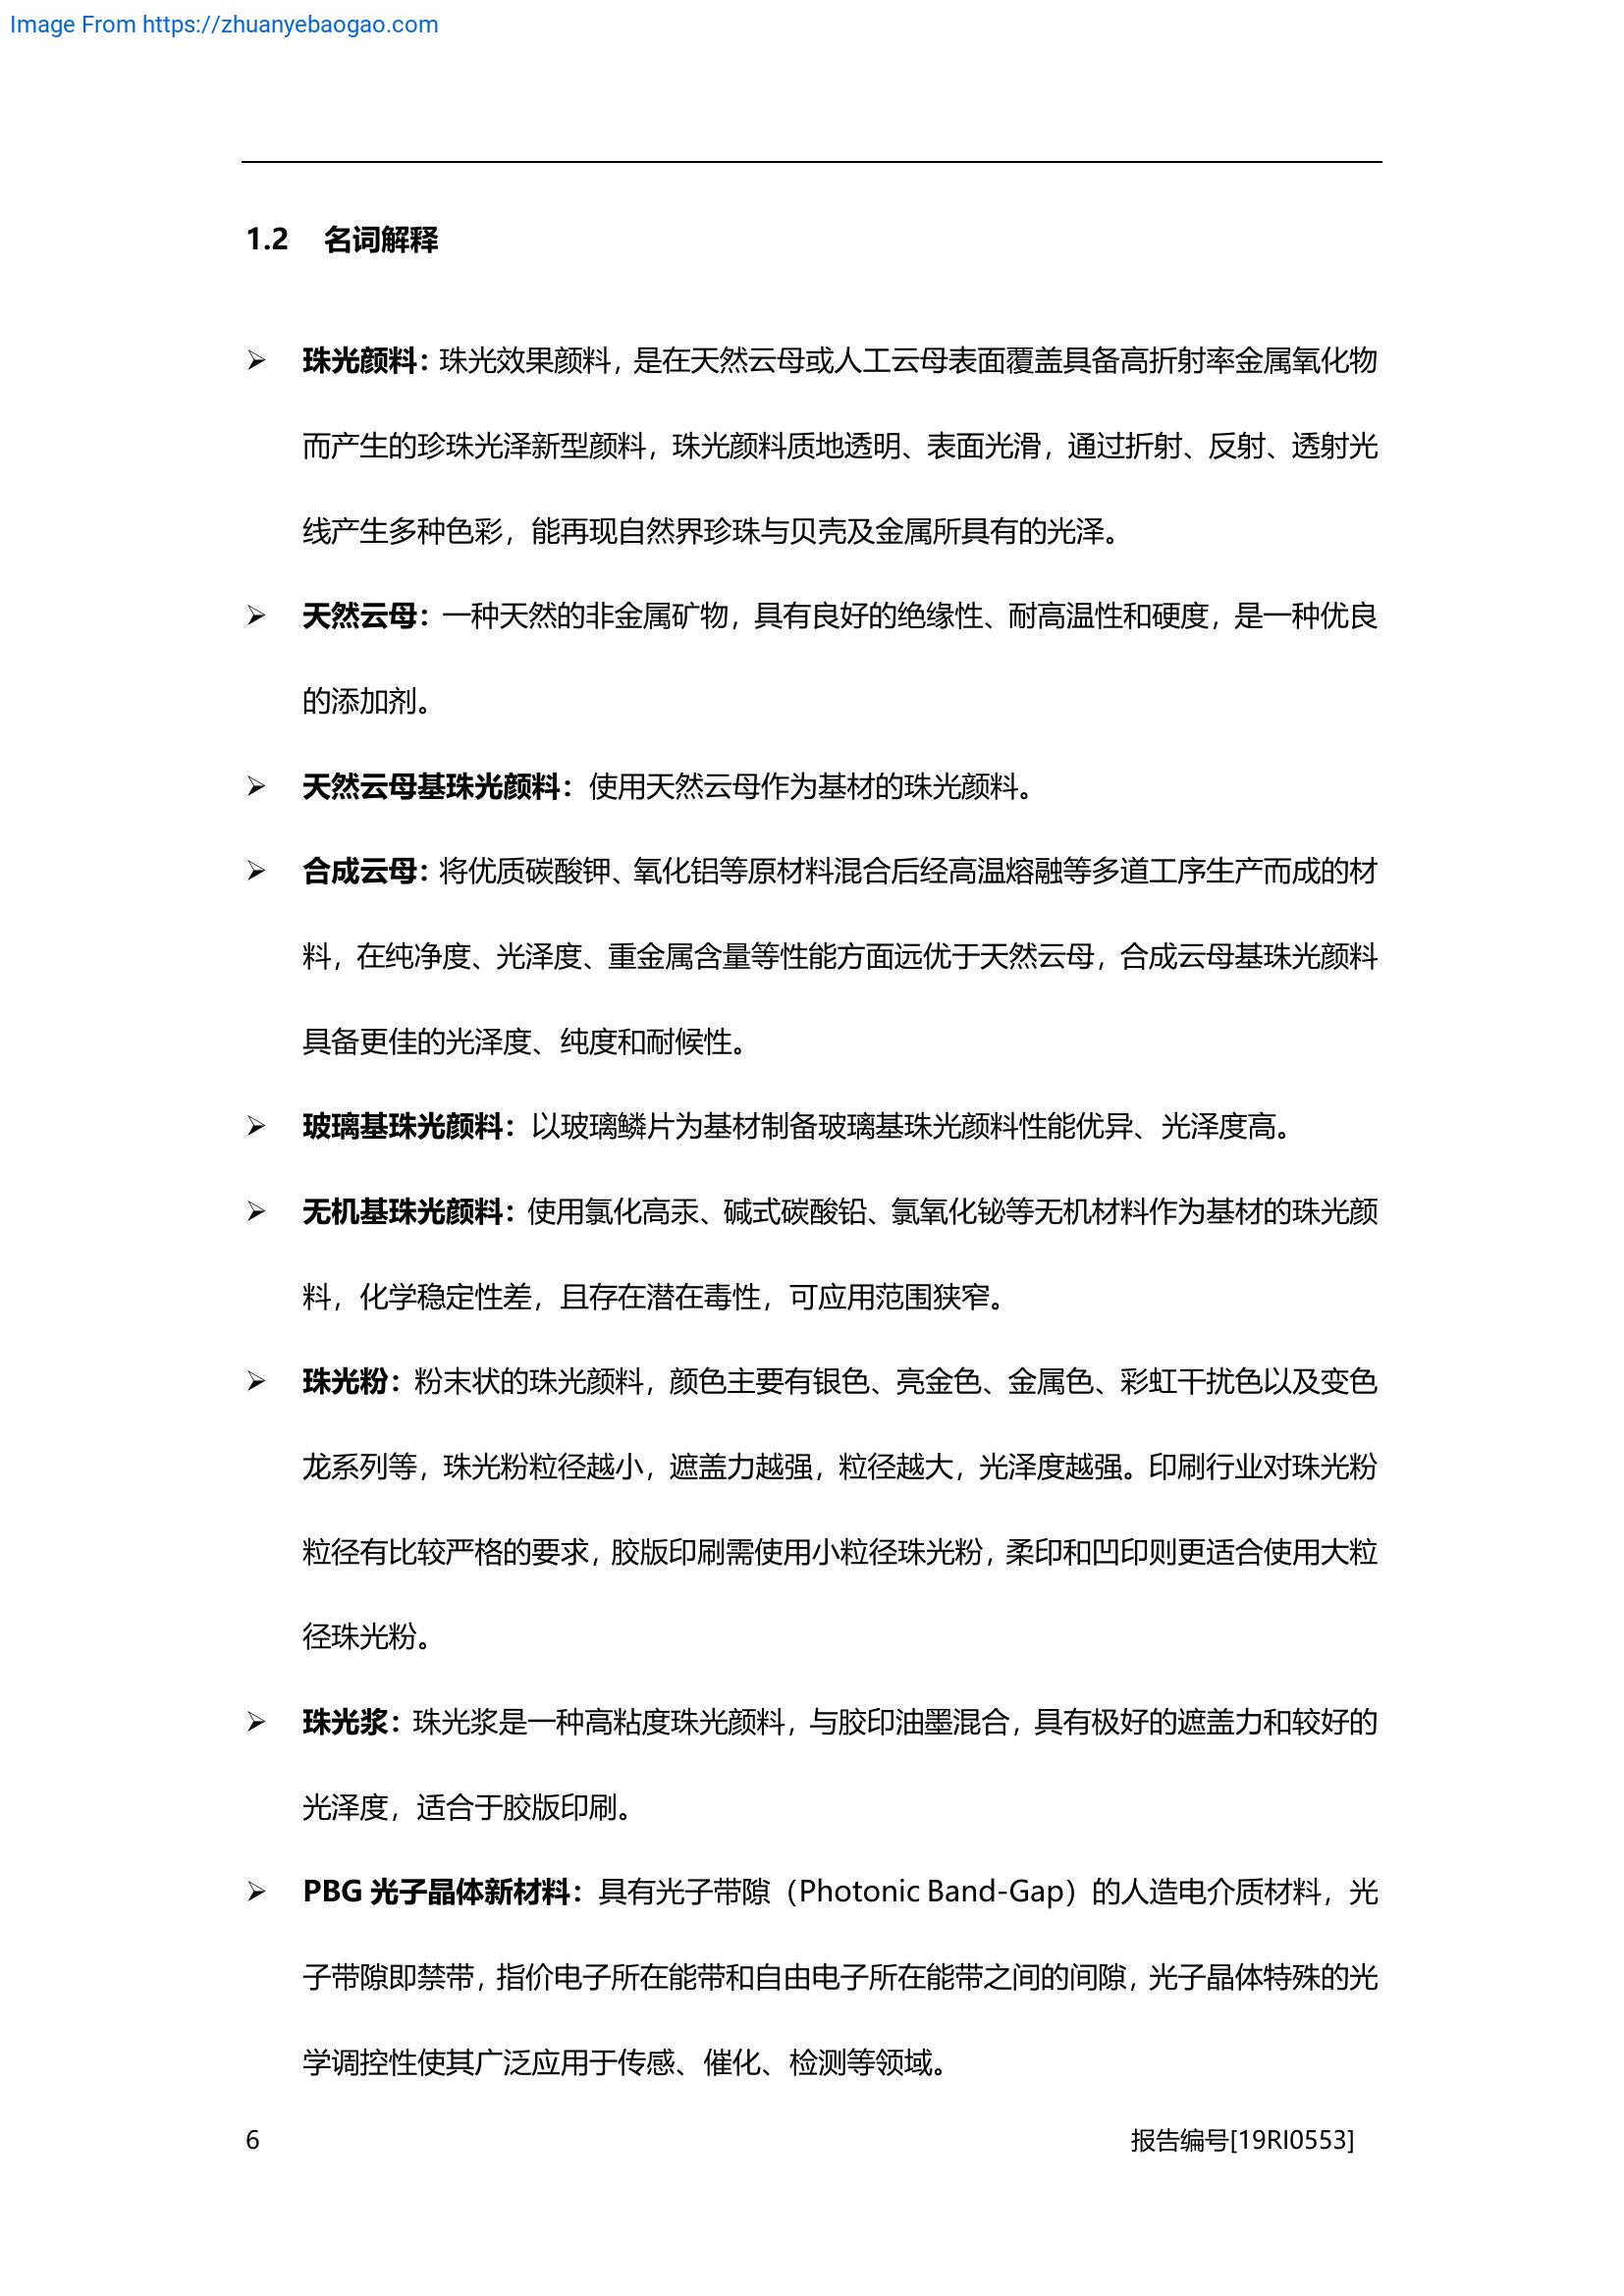 Image From https://zhuanyebaogao.com
1.2 名词解释
➢ 珠光颜料：珠光效果颜料，是在天然云母或人工云母表面覆盖具备高折射率金属氧化物
而产生的珍珠光泽新型颜料，珠光颜料质地透明、表面光滑，通过折射、反射、透射光
线产生多种色彩，能再现自然界珍珠与贝壳及金属所具有的光泽。
➢ 天然云母：一种天然的非金属矿物，具有良好的绝缘性、耐高温性和硬度，是一种优良
的添加剂。
➢ 天然云母基珠光颜料：使用天然云母作为基材的珠光颜料。
➢ 合成云母：将优质碳酸钾、氧化铝等原材料混合后经高温熔融等多道工序生产而成的材
料，在纯净度、光泽度、重金属含量等性能方面远优于天然云母，合成云母基珠光颜料
具备更佳的光泽度、纯度和耐候性。
➢ 玻璃基珠光颜料：以玻璃鳞片为基材制备玻璃基珠光颜料性能优异、光泽度高。
➢ 无机基珠光颜料：使用氯化高汞、碱式碳酸铅、氯氧化铋等无机材料作为基材的珠光颜
料，化学稳定性差，且存在潜在毒性，可应用范围狭窄。
➢ 珠光粉：粉末状的珠光颜料，颜色主要有银色、亮金色、金属色、彩虹干扰色以及变色
龙系列等，珠光粉粒径越小，遮盖力越强，粒径越大，光泽度越强。印刷行业对珠光粉
粒径有比较严格的要求，胶版印刷需使用小粒径珠光粉，柔印和凹印则更适合使用大粒
径珠光粉。
➢ 珠光浆：珠光浆是一种高粘度珠光颜料，与胶印油墨混合，具有极好的遮盖力和较好的
光泽度，适合于胶版印刷。
➢ PBG 光子晶体新材料：具有光子带隙（Photonic Band-Gap）的人造电介质材料，光
子带隙即禁带，指价电子所在能带和自由电子所在能带之间的间隙，光子晶体特殊的光
学调控性使其广泛应用于传感、催化、检测等领域。
6 报告编号[19RI0553]